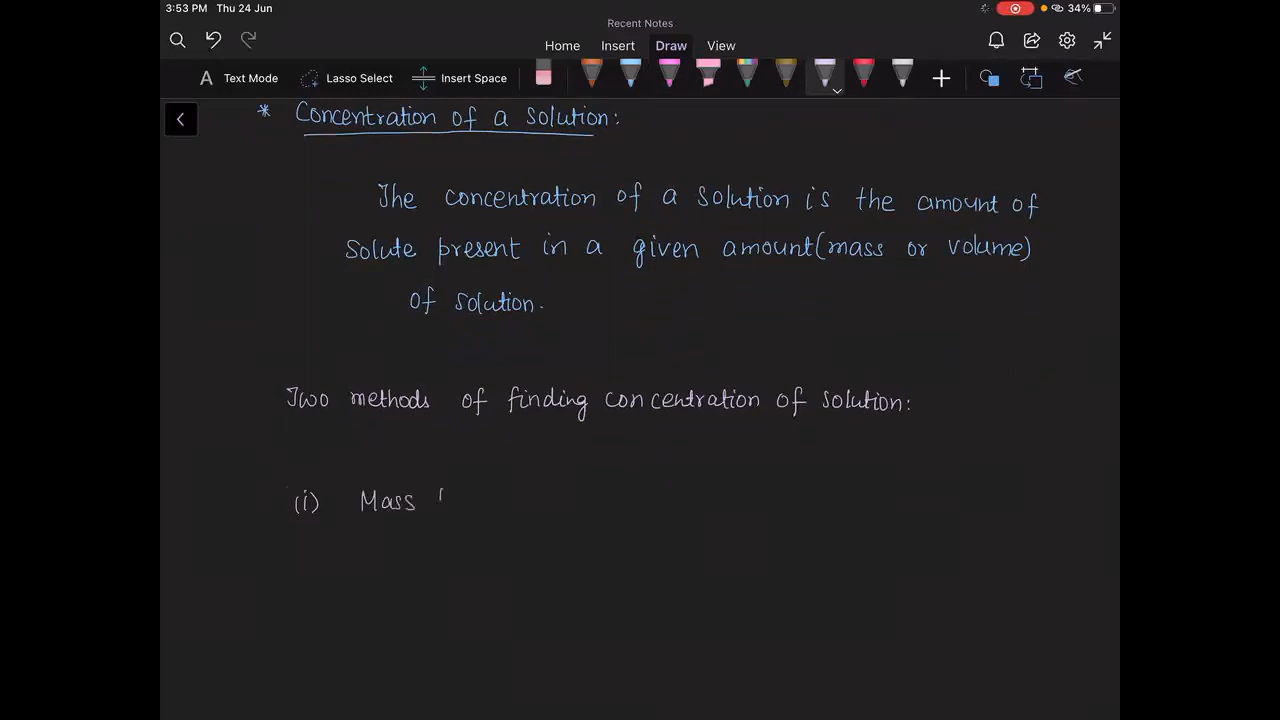 3:53 PM Thu 24 Jun
34%
Recent Notes
Home Insert Draw View
Text Mode Lasso Select Insert Space
* Concentration of a solution:
The concentration of a solution is the amount of
solute present in a given amount(mass or volume)
of solution.
Two methods of finding concentration of solution:
(i) Mass